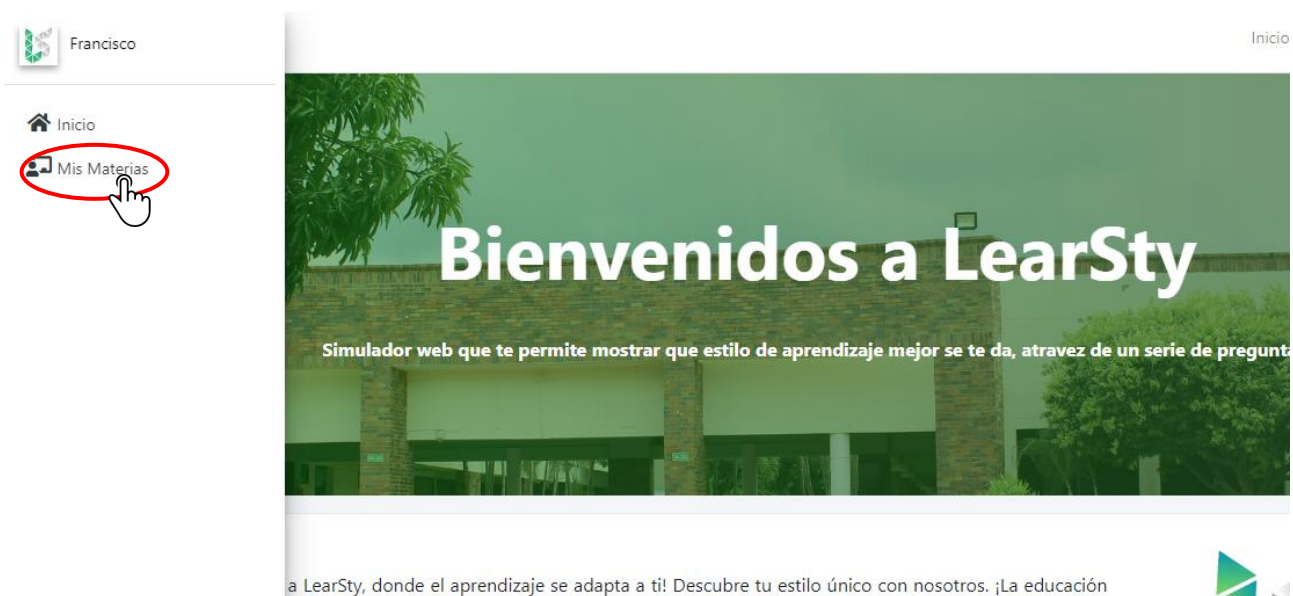 Francisco
Inicio
Inicio
Mis Materias
Bienvenidos a LearSty
Simulador web que te permite mostrar que estilo de aprendizaje mejor se te da, atravez de un serie de pregunta
a LearSty, donde el aprendizaje se adapta a ti! Descubre tu estilo único con nosotros. ¡La educación